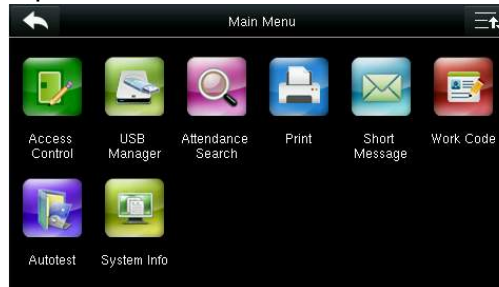 Main Menu
Access Control
USB Manager
Attendance Search
Print
Short Message
Work Code
Autotest
System Info